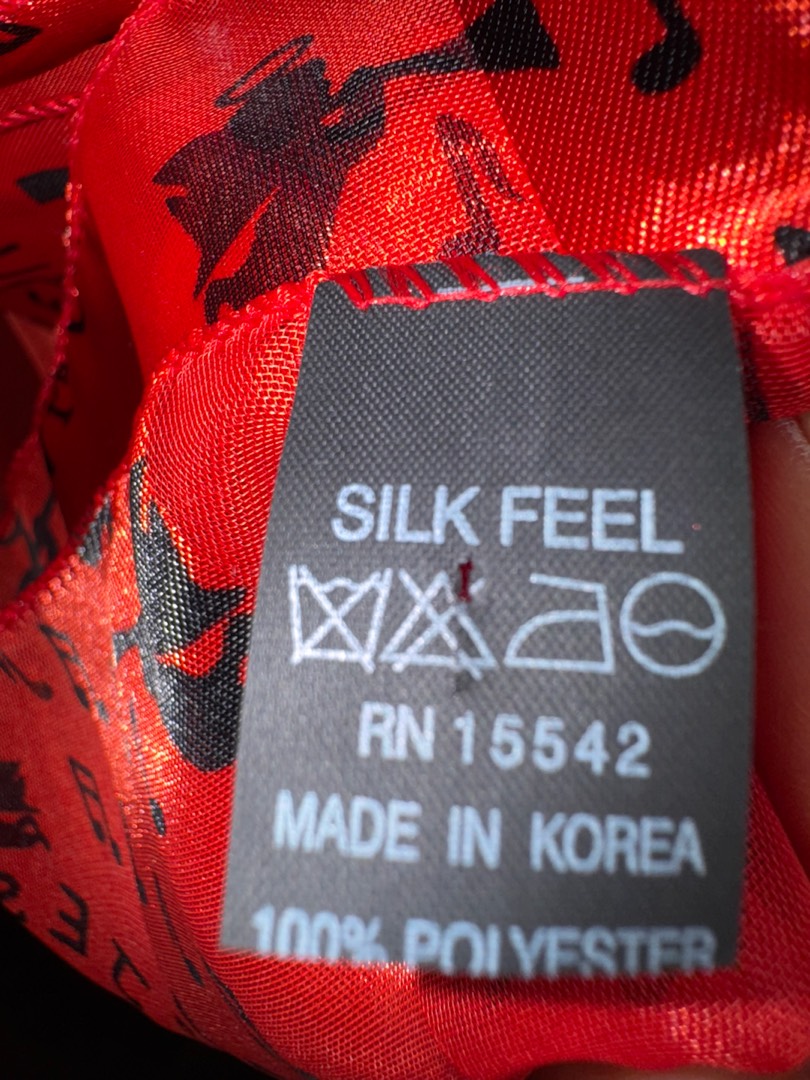 SILK FEEL
RN 15542
MADE IN KOREA
100% POLYESTER